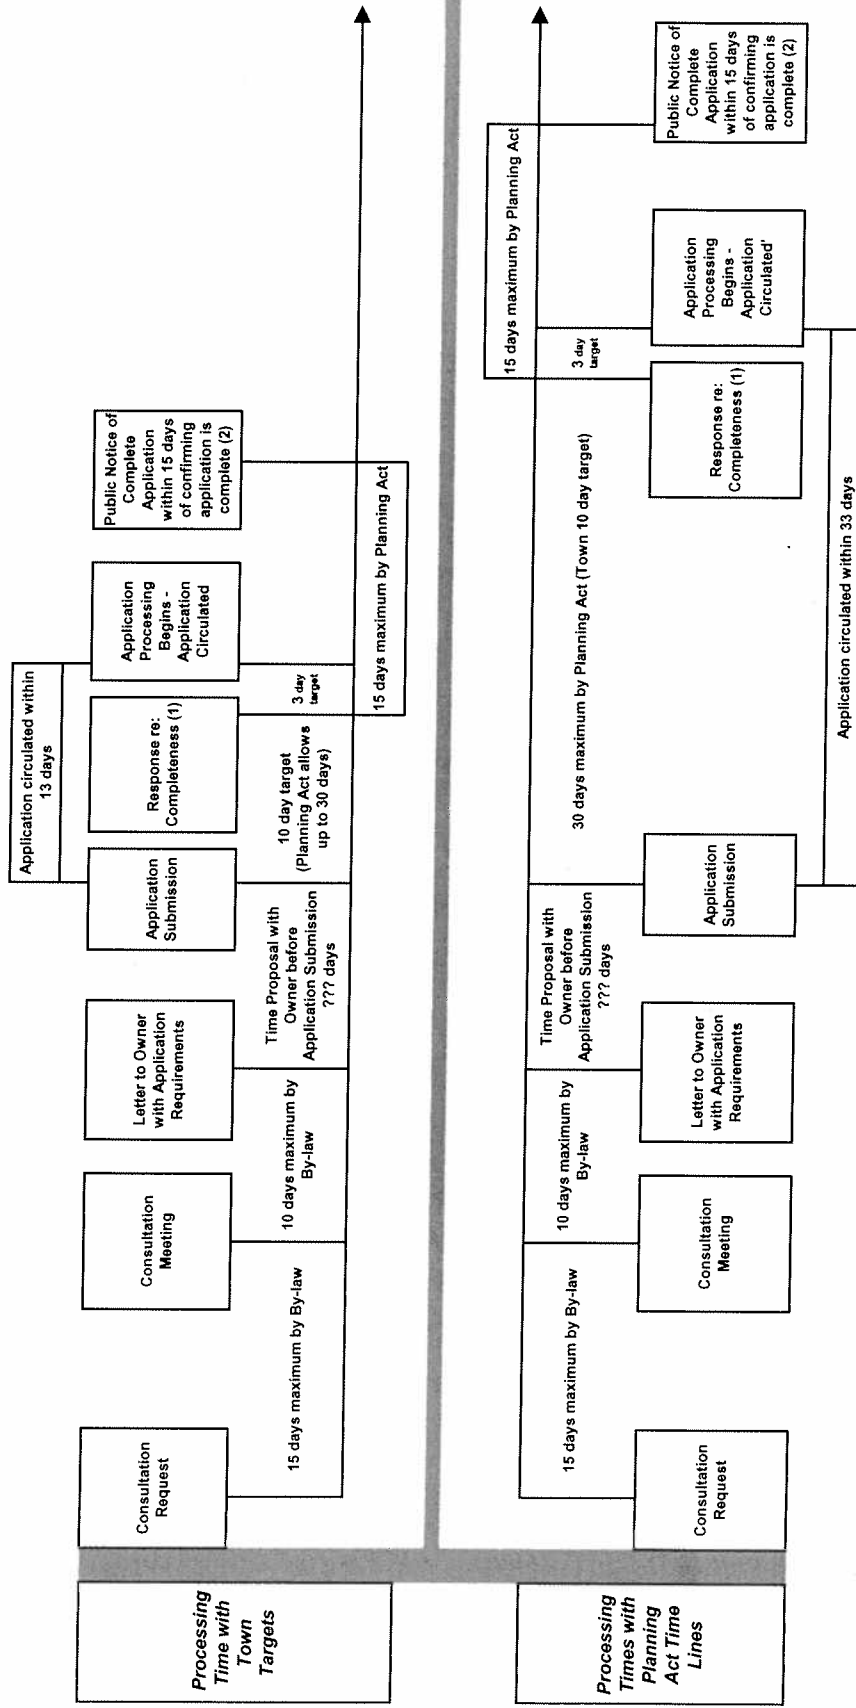 Processing
Time with
Town
Targets
Consultation
Request
15 days maximum by By-law
Consultation
Meeting
10 days maximum by
By-law
Letter to Owner
with Application
Requirements
Time Proposal with
Owner before
Application Submission
??? days
Application
Submission
Application circulated within
13 days
10 day target
(Planning Act allows
up to 30 days)
Response re:
Completeness (1)
3 day
target
Application
Processing
Begins -
Application
Circulated
15 days maximum by Planning Act
Public Notice of
Complete
Application
within 15 days
of confirming
application is
complete (2)
Processing
Times with
Planning
Act Time
Lines
Consultation
Request
15 days maximum by By-law
Consultation
Meeting
10 days maximum by
By-law
Letter to Owner
with Application
Requirements
Time Proposal with
Owner before
Application Submission
??? days
Application
Submission
30 days maximum by Planning Act (Town 10 day target)
Application circulated within 33 days
Response re:
Completeness (1)
3 day
target
Application
Processing
Begins -
Application
Circulated'
15 days maximum by Planning Act
Public Notice of
Complete
Application
within 15 days
of confirming
application is
complete (2)